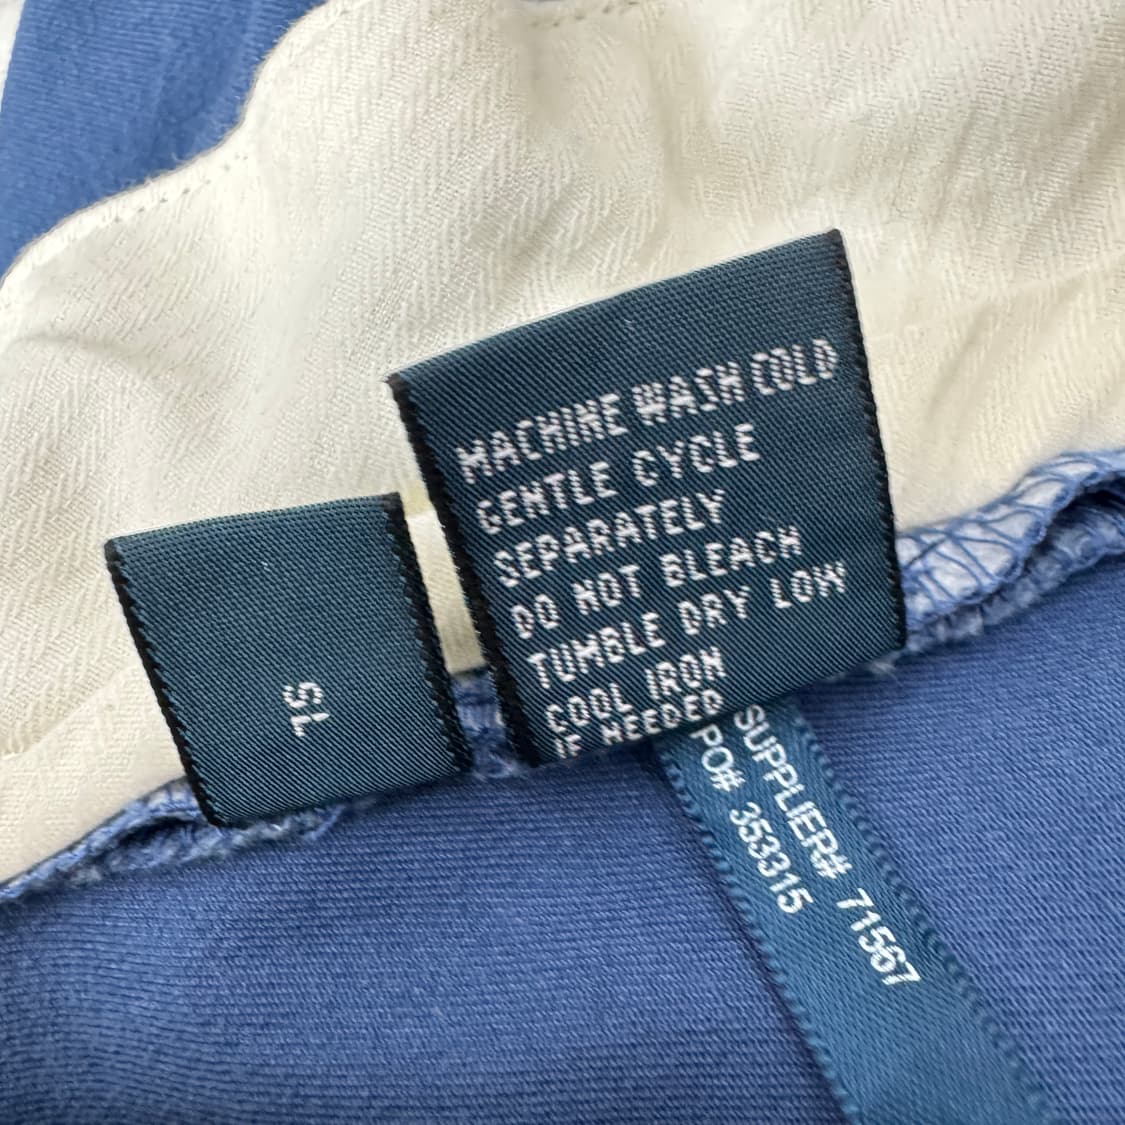 MACHINE WASH COLD
GENTLE CYCLE
SEPARATELY
DO NOT BLEACH
TUMBLE DRY LOW
COOL IRON
IF NEEDED
SUPPLIER# 71567
PO# 353315